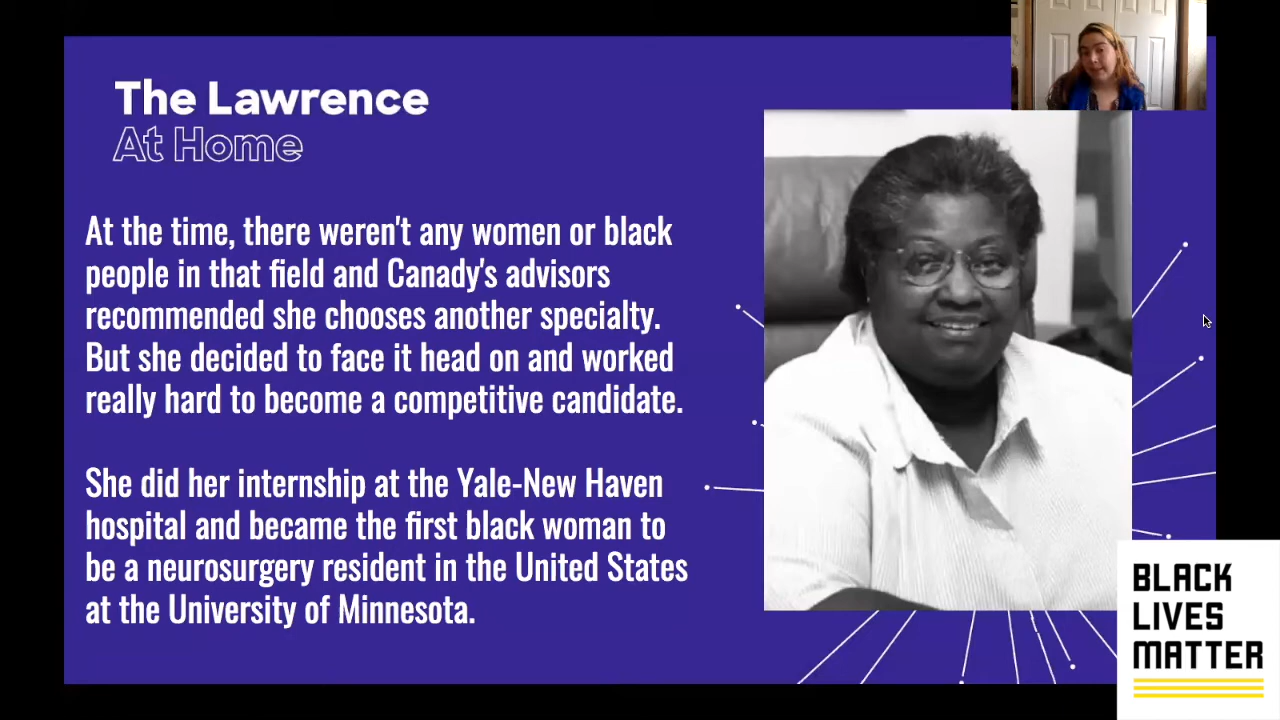 The Lawrence
At Home
At the time, there weren't any women or black
people in that field and Canady's advisors
recommended she chooses another specialty.
But she decided to face it head on and worked
really hard to become a competitive candidate.
She did her internship at the Yale-New Haven
hospital and became the first black woman to
be a neurosurgery resident in the United States
at the University of Minnesota.
BLACK
LIVES
MATTER